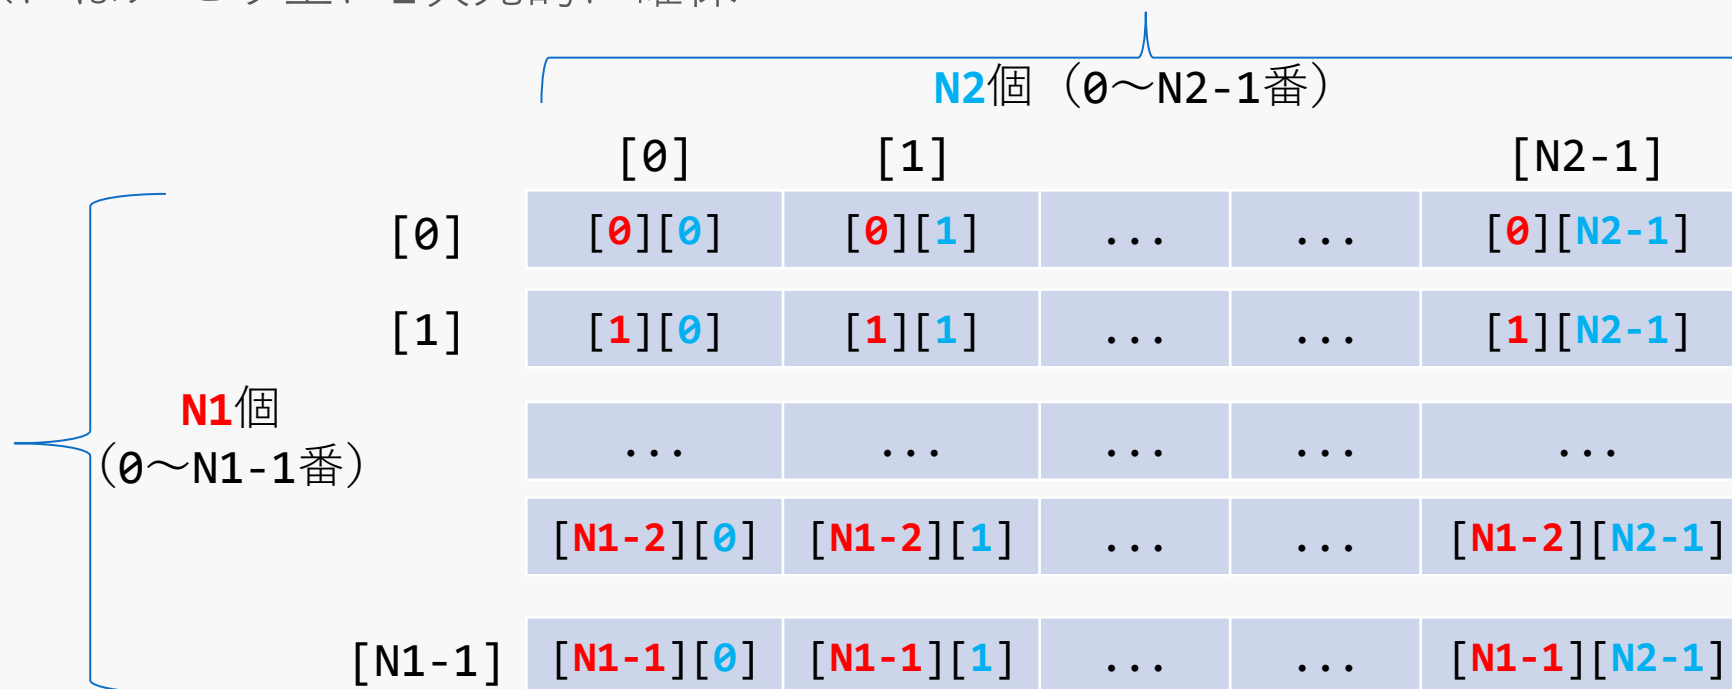 N2個（0～N2-1番）
[0] [1] [N2-1]
[0] [0][0] [0][1] ... ... [0][N2-1]
[1] [1][0] [1][1] ... ... [1][N2-1]
N1個
（0～N1-1番）
... ... ... ... ...
[N1-2][0] [N1-2][1] ... ... [N1-2][N2-1]
[N1-1] [N1-1][0] [N1-1][1] ... ... [N1-1][N2-1]